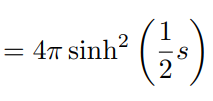 = 4π sinh² (1/2 s)